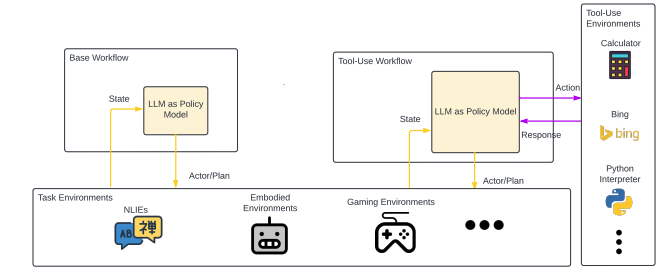 Base Workflow
State
LLM as Policy
Model
Actor/Plan
Tool-Use Workflow
State
LLM as Policy Model
Actor/Plan
Action
Response
Tool-Use
Environments
Calculator
Bing
bing
Python
Interpreter
Task Environments
NLIEs
AB
禅
Embodied
Environments
Gaming Environments